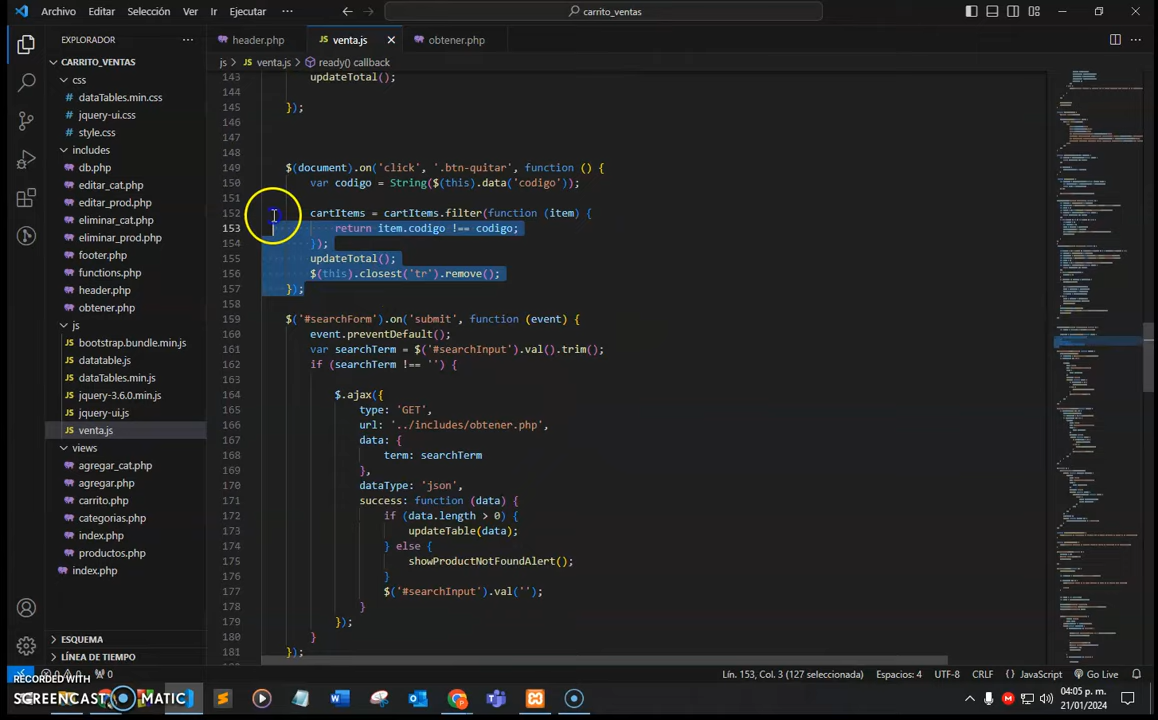 Archivo Editar Selección Ver Ir Ejecutar ··· carrito_ventas
EXPLORADOR ···
CARRITO_VENTAS
css
dataTables.min.css
jquery-ui.css
style.css
includes
db.php
editar_cat.php
editar_prod.php
eliminar_cat.php
eliminar_prod.php
footer.php
functions.php
header.php
obtener.php
js
JS bootstrap.bundle.min.js
JS datatable.js
JS dataTables.min.js
JS jquery-3.6.0.min.js
JS jquery-ui.js
JS venta.js
views
agregar_cat.php
agregar.php
carrito.php
categorias.php
index.php
productos.php
index.php
ESQUEMA
LÍNEA DE TIEMPO
header.php JS venta.js obtener.php
js > JS venta.js > ready() callback
143 updateTotal();
144
145 });
146
147
148
149 $(document).on('click', '.btn-quitar', function () {
150 var codigo = String($(this).data('codigo'));
151
152 cartItems = cartItems.filter(function (item) {
153 return item.codigo !== codigo;
154 });
155 updateTotal();
156 $(this).closest('tr').remove();
157 });
158
159 $('#searchForm').on('submit', function (event) {
160 event.preventDefault();
161 var searchTerm = $('#searchInput').val().trim();
162 if (searchTerm !== '') {
163
164 $.ajax({
165 type: 'GET',
166 url: '../includes/obtener.php',
167 data: {
168 term: searchTerm
169 },
170 dataType: 'json',
171 success: function (data) {
172 if (data.length > 0) {
173 updateTable(data);
174 } else {
175 showProductNotFoundAlert();
176 }
177 $('#searchInput').val('');
178 }
179 });
180 }
181 });
0 0 0 Lín. 153, Col. 3 (127 seleccionada) Espacios: 4 UTF-8 CRLF {} JavaScript Go Live
RECORDED WITH
SCREENCAST MATIC
04:05 p. m.
21/01/2024